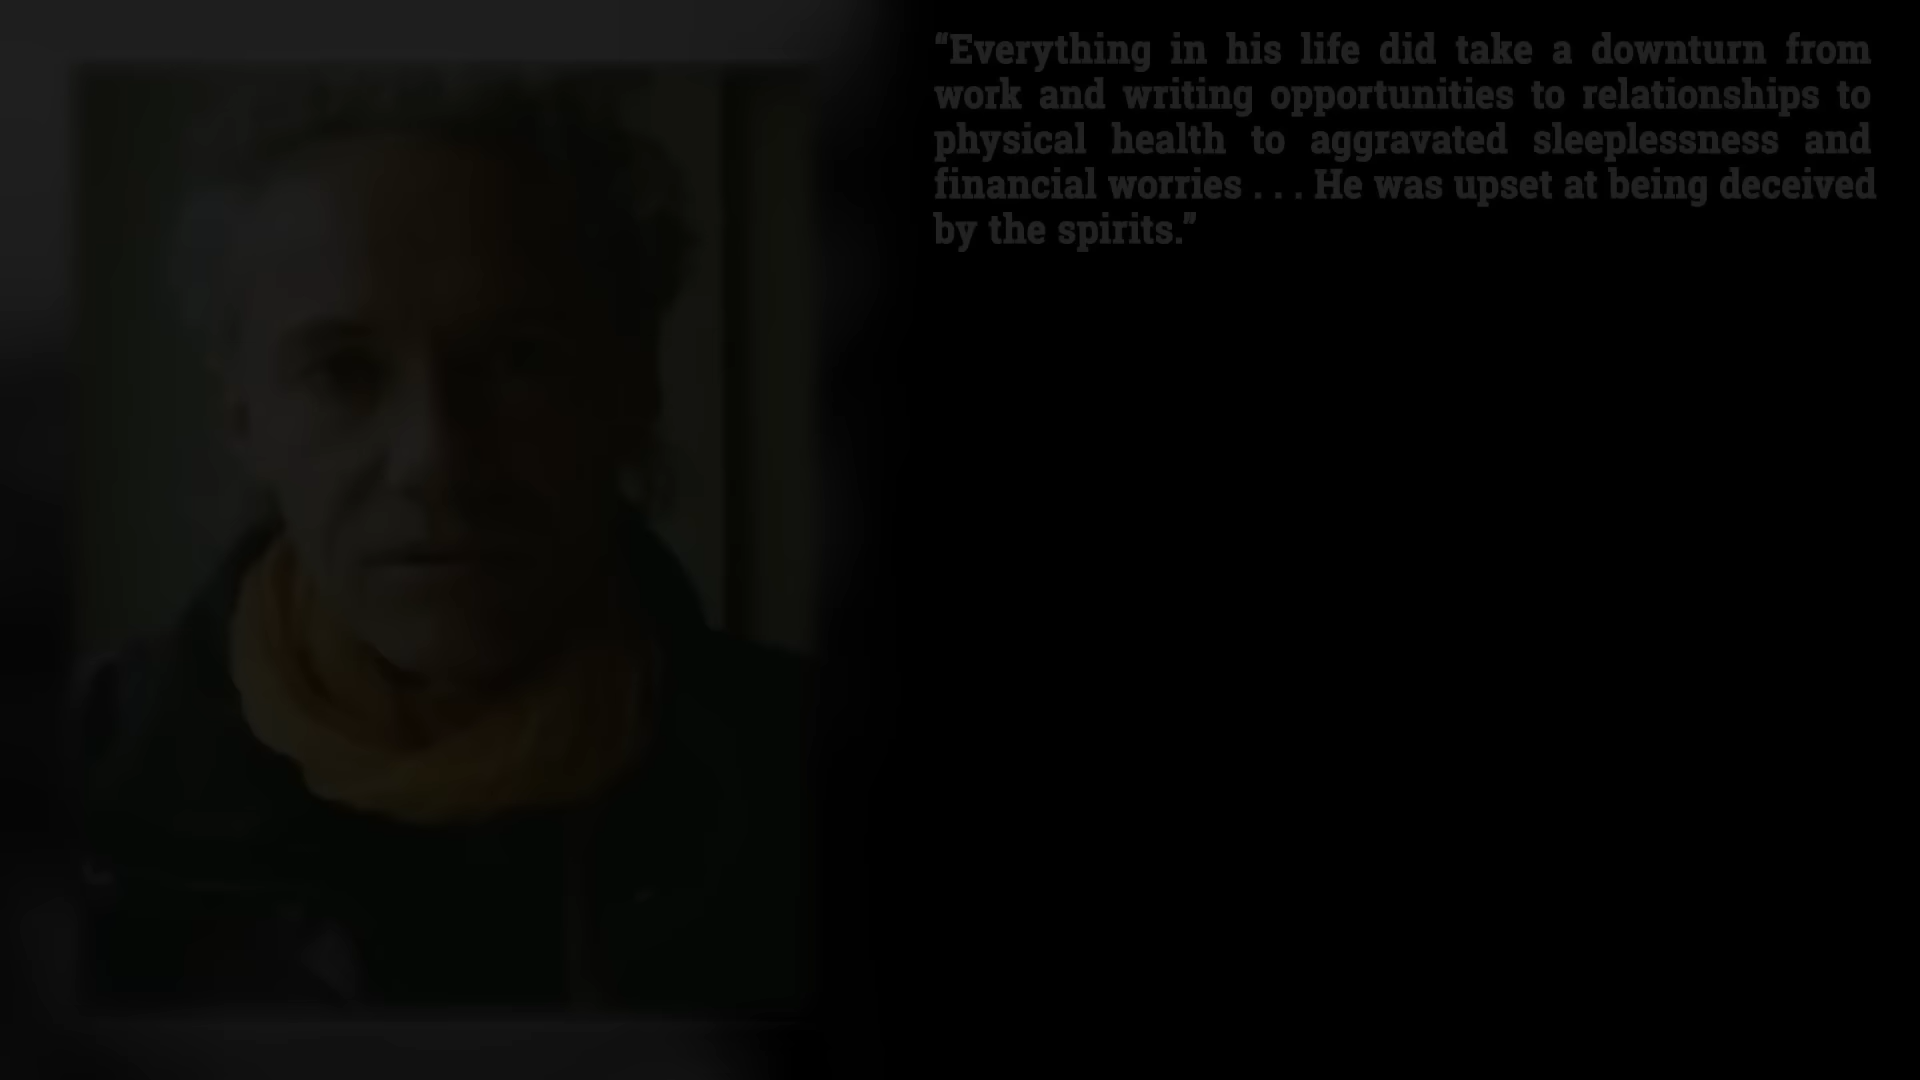 “Everything in his life did take a downturn from
work and writing opportunities to relationships to
physical health to aggravated sleeplessness and
financial worries . . . He was upset at being deceived
by the spirits.”